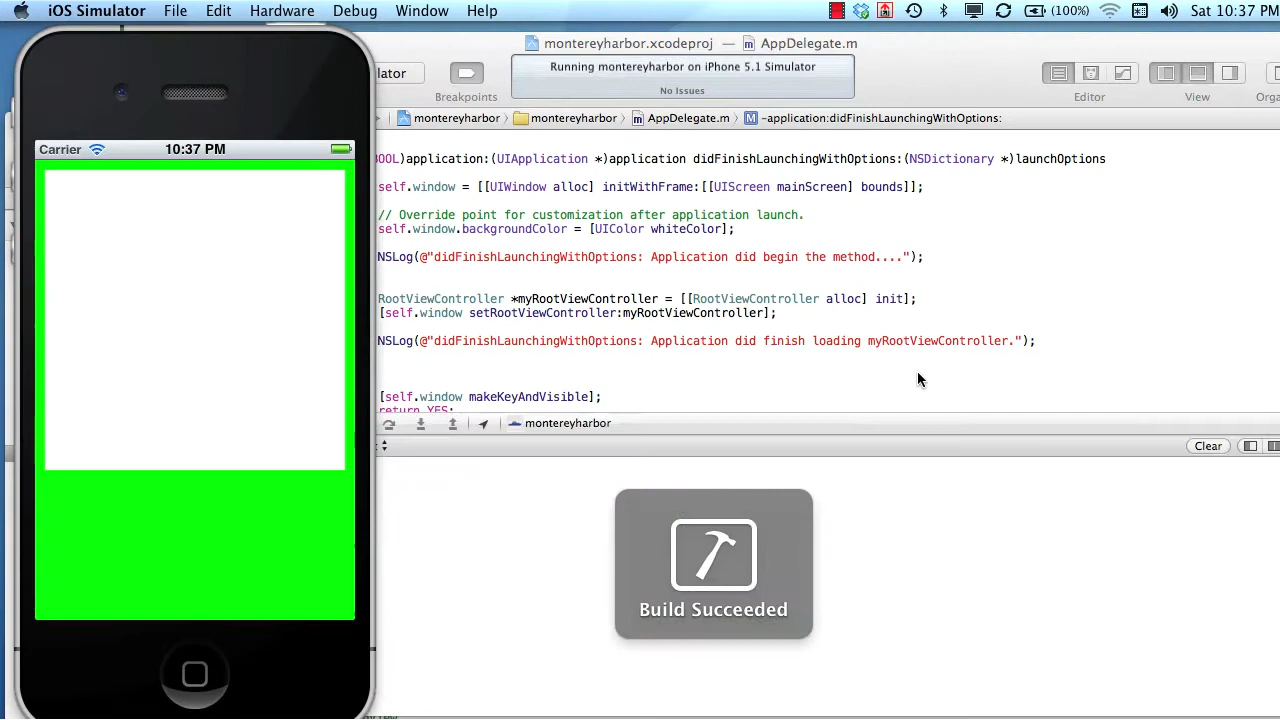 iOS Simulator File Edit Hardware Debug Window Help (100%) Sat 10:37 PM
montereyharbor.xcodeproj — AppDelegate.m
lator Running montereyharbor on iPhone 5.1 Simulator
No Issues
Breakpoints Editor View Orga
montereyharbor montereyharbor AppDelegate.m M -application:didFinishLaunchingWithOptions:
Carrier 10:37 PM
BOOL)application:(UIApplication *)application didFinishLaunchingWithOptions:(NSDictionary *)launchOptions
self.window = [[UIWindow alloc] initWithFrame:[[UIScreen mainScreen] bounds]];
// Override point for customization after application launch.
self.window.backgroundColor = [UIColor whiteColor];
NSLog(@"didFinishLaunchingWithOptions: Application did begin the method....");
RootViewController *myRootViewController = [[RootViewController alloc] init];
[self.window setRootViewController:myRootViewController];
NSLog(@"didFinishLaunchingWithOptions: Application did finish loading myRootViewController.");
[self.window makeKeyAndVisible];
return YES;
montereyharbor
Clear
Build Succeeded